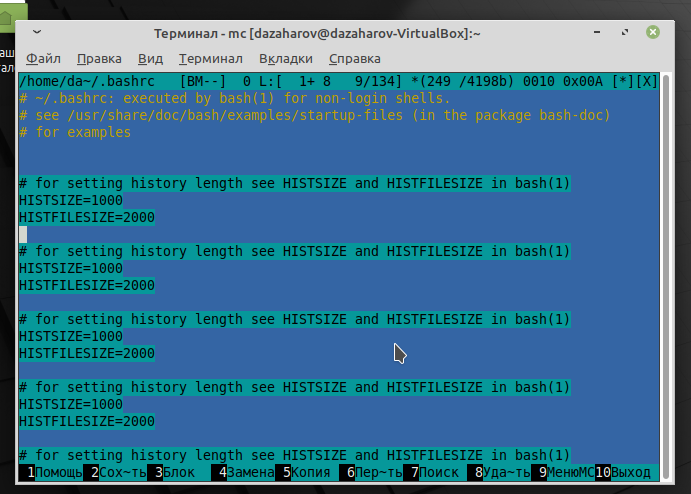 Терминал - mc [dazaharov@dazaharov-VirtualBox]:~
Файл Правка Вид Терминал Вкладки Справка
/home/da~/.bashrc [BM--] 0 L:[ 1+ 8 9/134] *(249 /4198b) 0010 0x00A [*][X]
# ~/.bashrc: executed by bash(1) for non-login shells.
# see /usr/share/doc/bash/examples/startup-files (in the package bash-doc)
# for examples
# for setting history length see HISTSIZE and HISTFILESIZE in bash(1)
HISTSIZE=1000
HISTFILESIZE=2000
# for setting history length see HISTSIZE and HISTFILESIZE in bash(1)
HISTSIZE=1000
HISTFILESIZE=2000
# for setting history length see HISTSIZE and HISTFILESIZE in bash(1)
HISTSIZE=1000
HISTFILESIZE=2000
# for setting history length see HISTSIZE and HISTFILESIZE in bash(1)
HISTSIZE=1000
HISTFILESIZE=2000
# for setting history length see HISTSIZE and HISTFILESIZE in bash(1)
1Помощь 2Сох~ть 3Блок 4Замена 5Копия 6Пер~ть 7Поиск 8Уда~ть 9МенюMC 10Выход